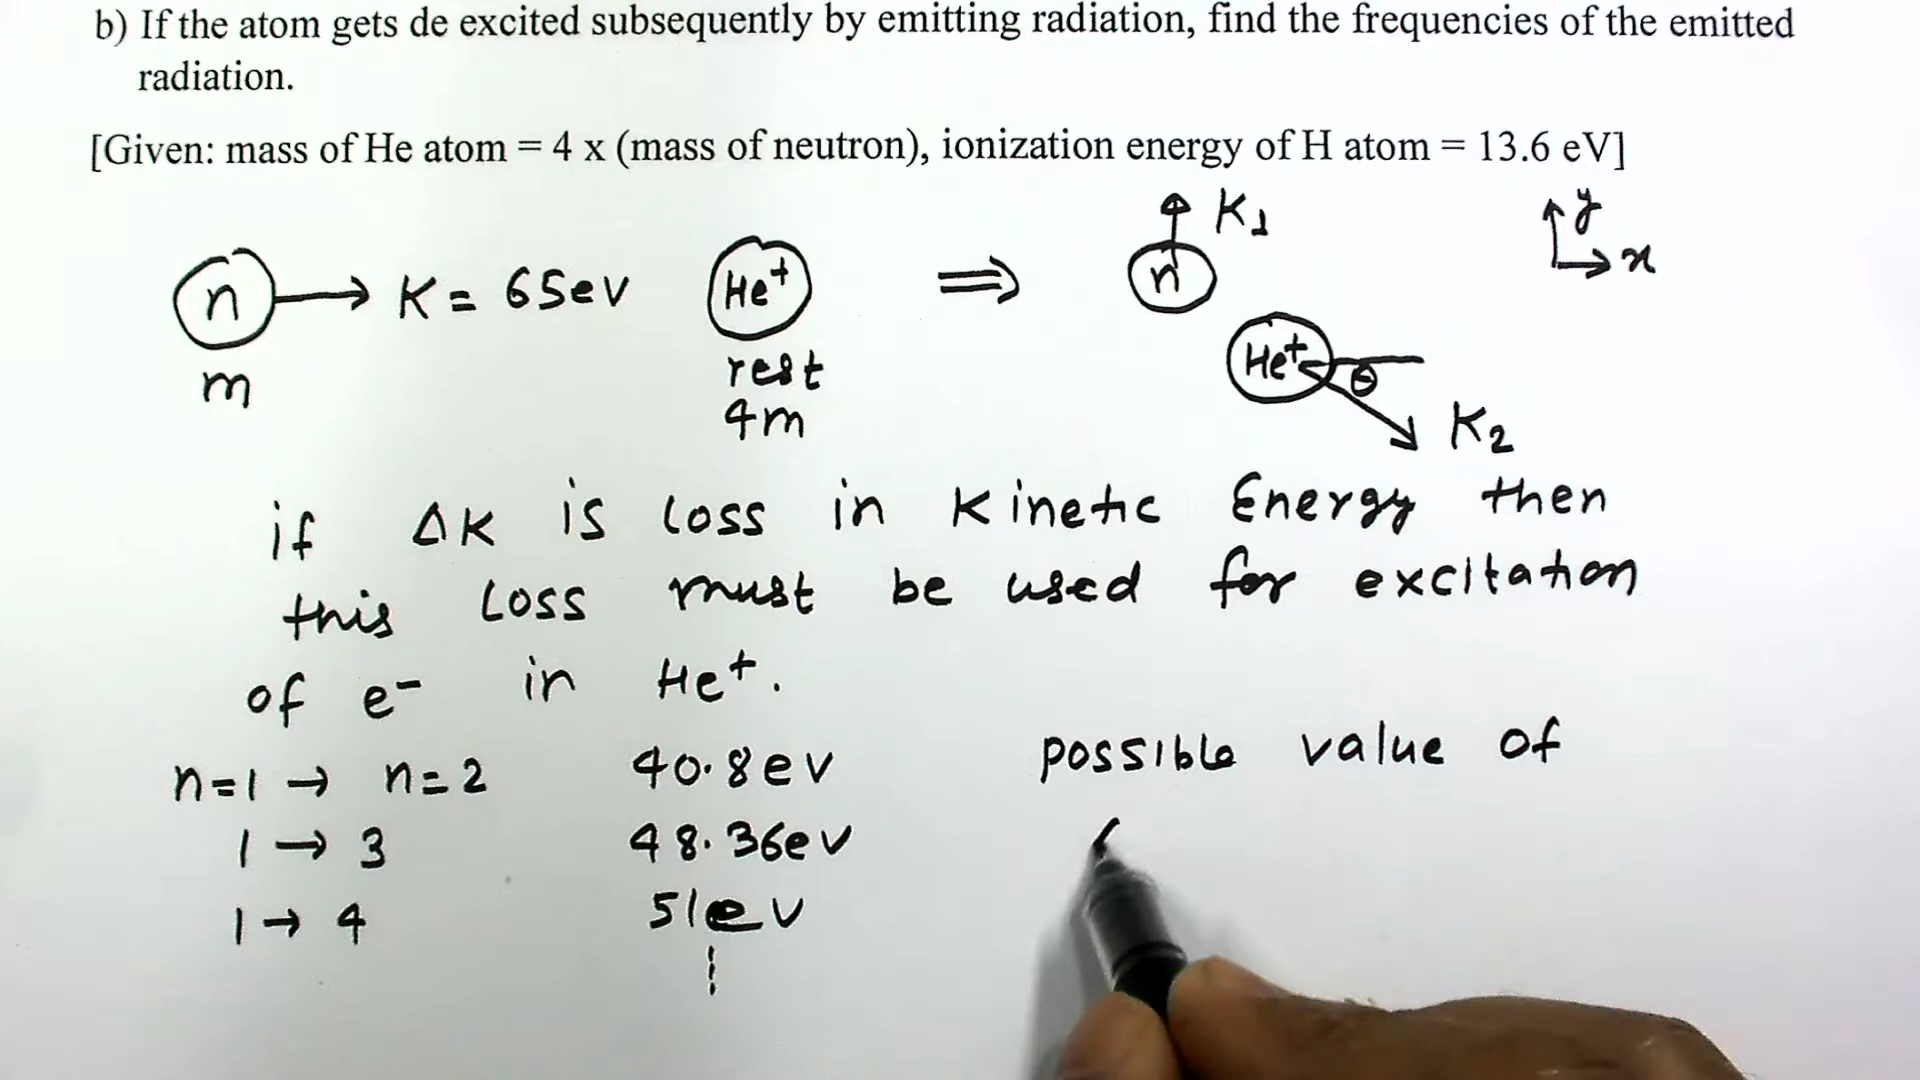 b) If the atom gets de excited subsequently by emitting radiation, find the frequencies of the emitted
radiation.
[Given: mass of He atom = 4 x (mass of neutron), ionization energy of H atom = 13.6 eV]
n → K = 65ev He⁺ ⇒ n K₁ y x
m rest
4m
He⁺ θ K₂
if ΔK is loss in Kinetic Energy then
this loss must be used for excitation
of e⁻ in He⁺.
n=1 → n=2 40.8ev possible value of
1 → 3 48.36ev
1 → 4 51ev